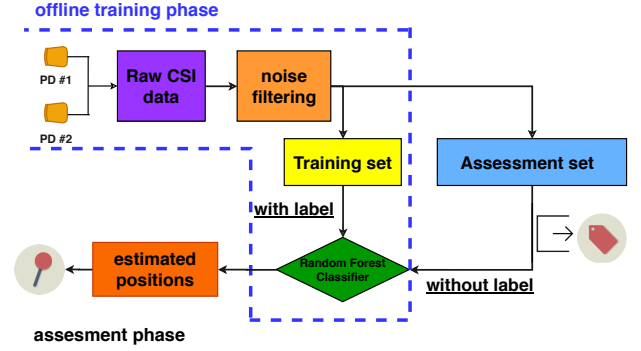 offline training phase
PD #1
PD #2
Raw CSI
data
noise
filtering
Training set
Assessment set
with label
Random Forest
Classifier
without label
estimated
positions
assesment phase